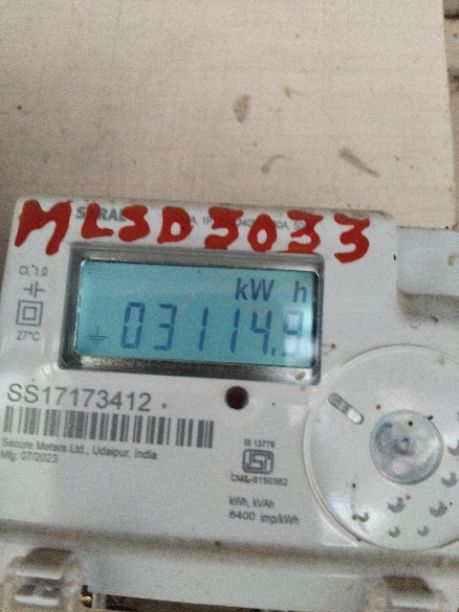 MLSD3033
Cl. 1.0
kW h
03114.9
27°C
SS17173412
Secure Meters Ltd., Udaipur, India
Mfg. 07/2023
IS 13779
CM/L-8150362
kWh, kVAh
6400 imp/kWh